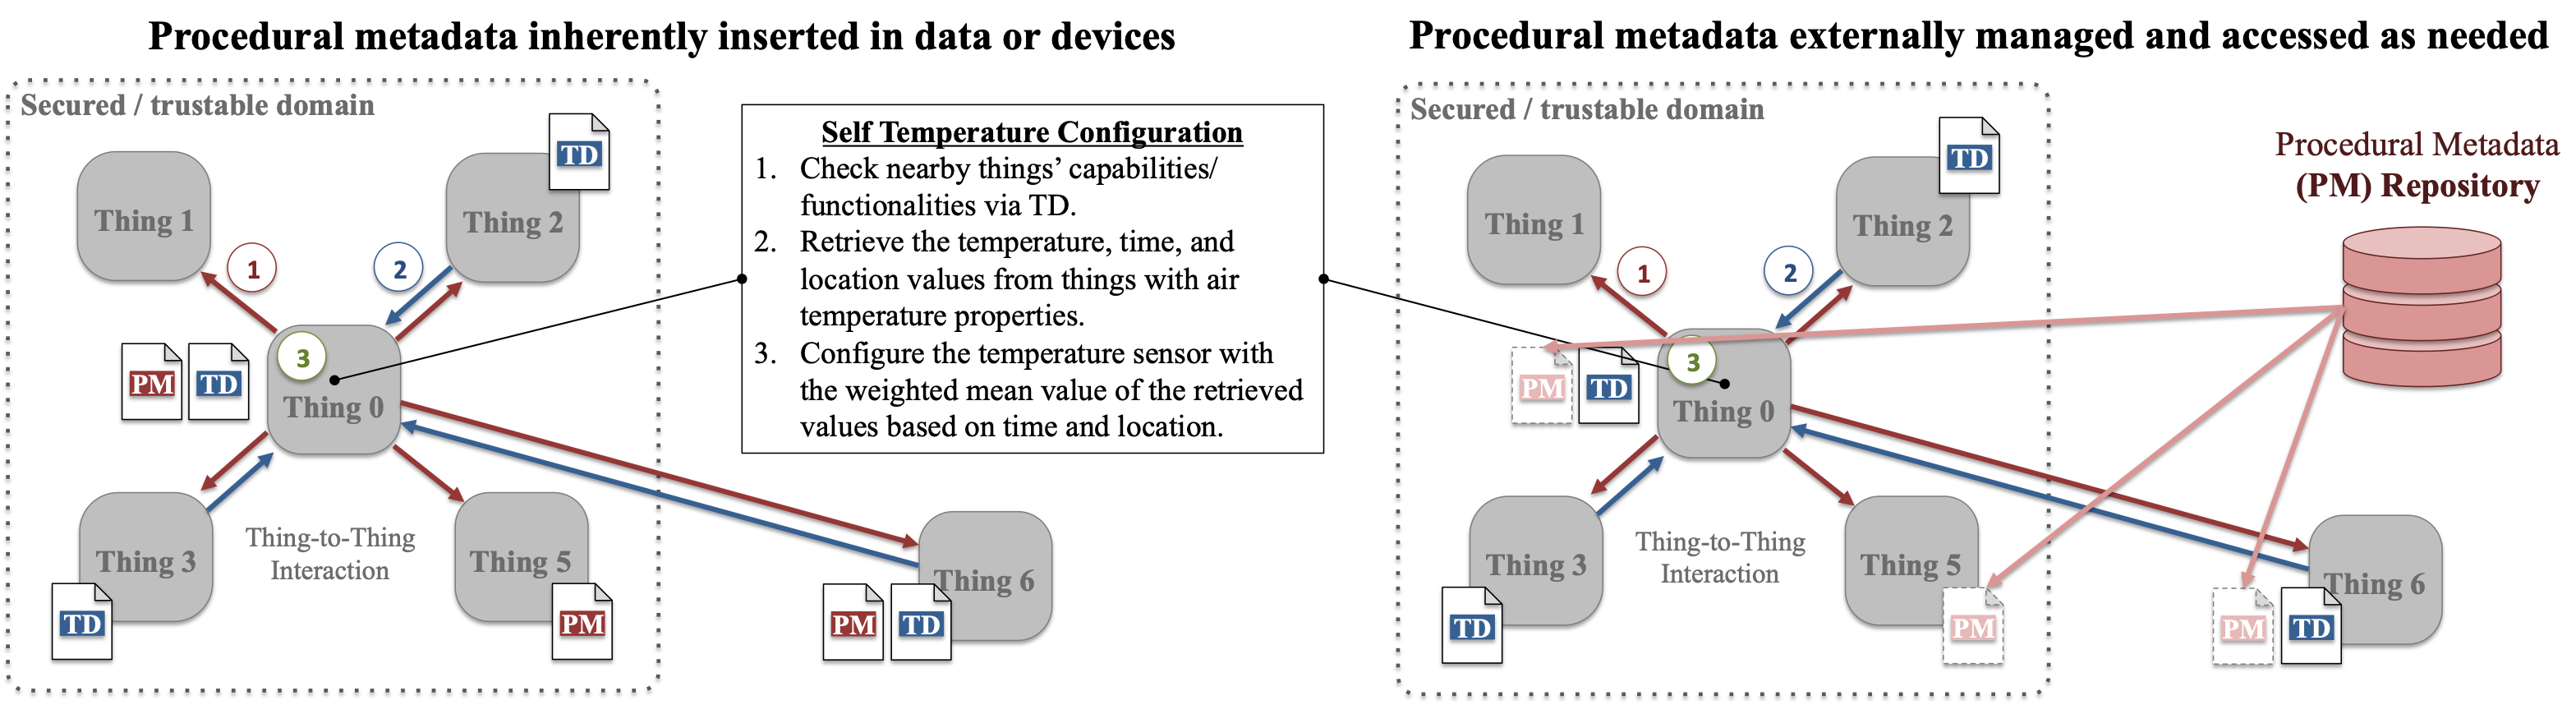 Procedural metadata inherently inserted in data or devices
Secured / trustable domain
TD
Thing 1
Thing 2
1
2
3
PM
TD
Thing 0
Thing 3
Thing-to-Thing
Interaction
Thing 5
TD
PM
Thing 6
PM
TD
Self Temperature Configuration
1. Check nearby things’ capabilities/
functionalities via TD.
2. Retrieve the temperature, time, and
location values from things with air
temperature properties.
3. Configure the temperature sensor with
the weighted mean value of the retrieved
values based on time and location.
Procedural metadata externally managed and accessed as needed
Secured / trustable domain
TD
Thing 1
Thing 2
1
2
3
PM
TD
Thing 0
Thing 3
Thing-to-Thing
Interaction
Thing 5
TD
PM
Procedural Metadata
(PM) Repository
Thing 6
PM
TD